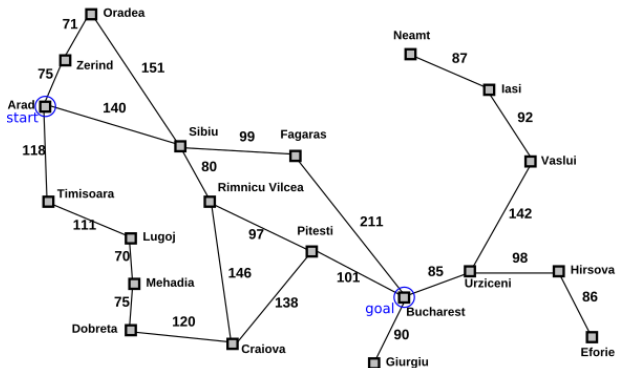 Oradea
71
Neamt
87
Zerind
151
75
Iasi
Arad
start
140
92
Sibiu
99
Fagaras
118
80
Vaslui
Timisoara
Rimnicu Vilcea
211
111
142
Lugoj
97
Pitesti
70
146
101
85
98
Hirsova
Mehadia
Urziceni
75
138
86
goal
Bucharest
120
Dobreta
90
Craiova
Eforie
Giurgiu